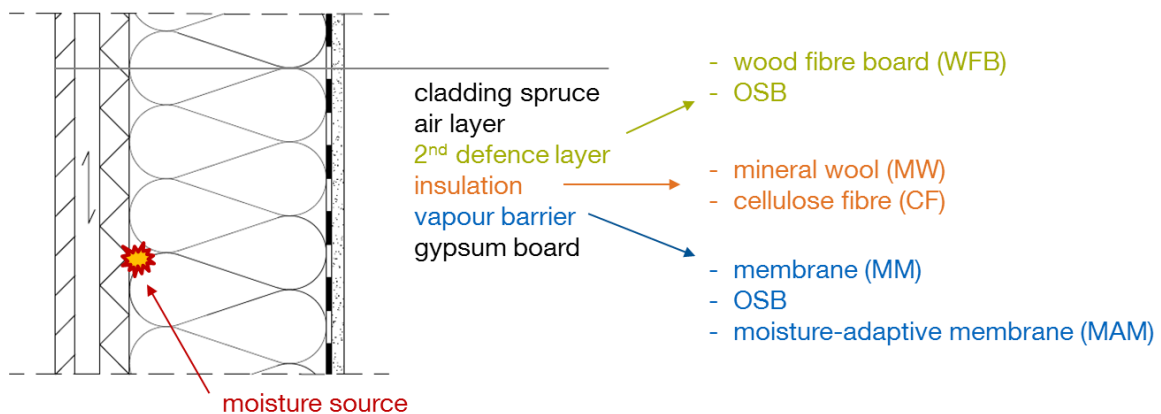 cladding spruce
air layer
2nd defence layer
insulation
vapour barrier
gypsum board
- wood fibre board (WFB)
- OSB
- mineral wool (MW)
- cellulose fibre (CF)
- membrane (MM)
- OSB
- moisture-adaptive membrane (MAM)
moisture source